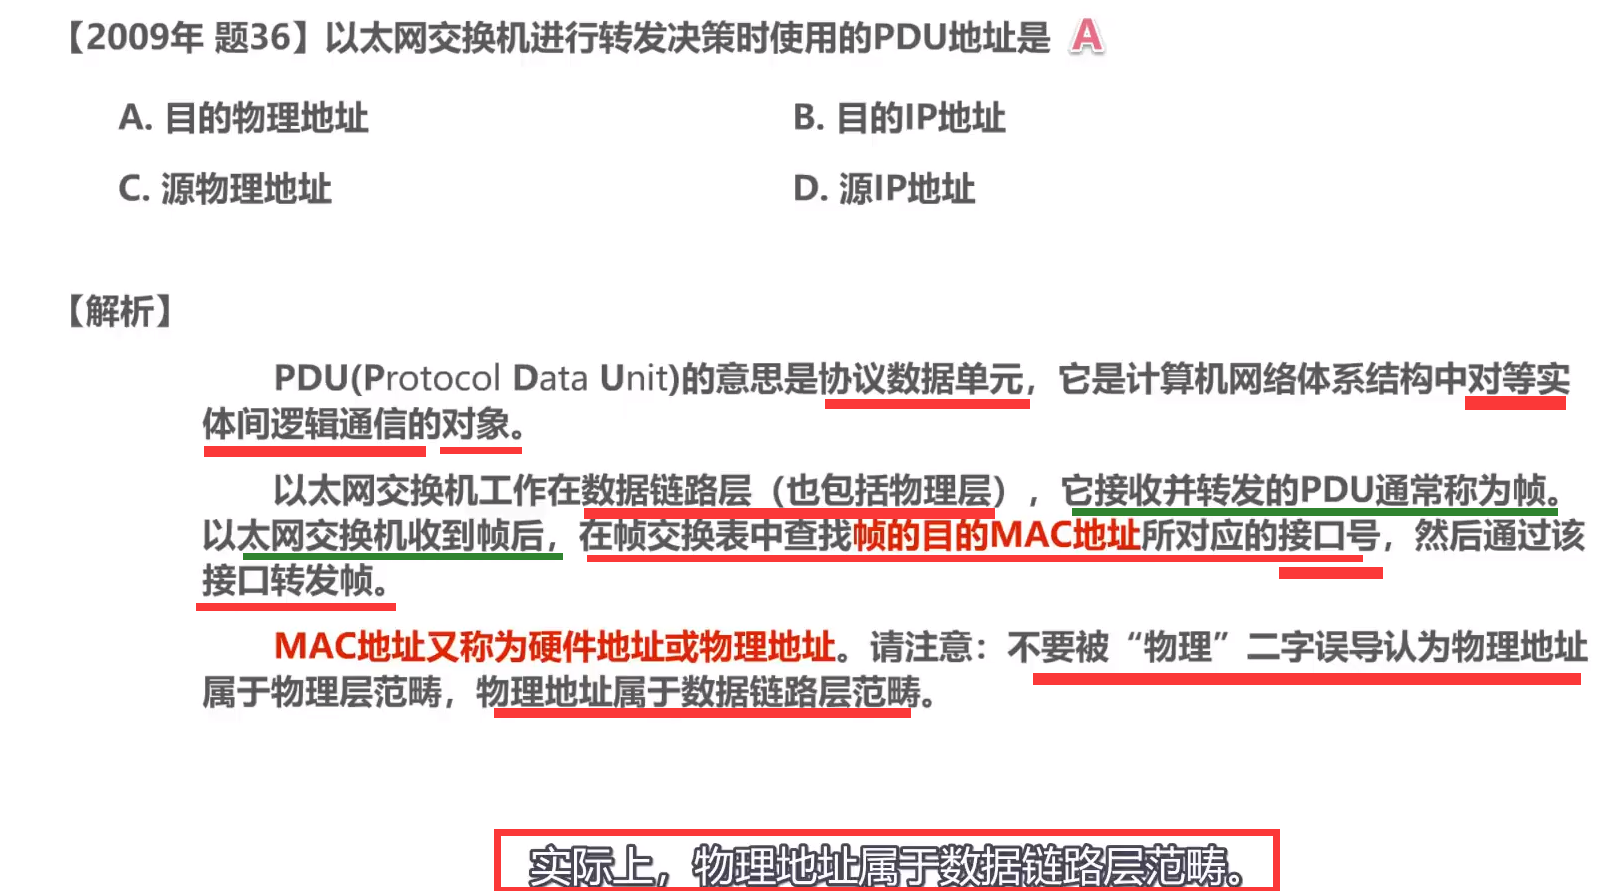 【2009年 题36】以太网交换机进行转发决策时使用的PDU地址是 A
A. 目的物理地址
B. 目的IP地址
C. 源物理地址
D. 源IP地址
【解析】
PDU(Protocol Data Unit)的意思是协议数据单元，它是计算机网络体系结构中对等实
体间逻辑通信的对象。
以太网交换机工作在数据链路层（也包括物理层），它接收并转发的PDU通常称为帧。
以太网交换机收到帧后，在帧交换表中查找帧的目的MAC地址所对应的接口号，然后通过该
接口转发帧。
MAC地址又称为硬件地址或物理地址。请注意：不要被“物理”二字误导认为物理地址
属于物理层范畴，物理地址属于数据链路层范畴。
实际上，物理地址属于数据链路层范畴。